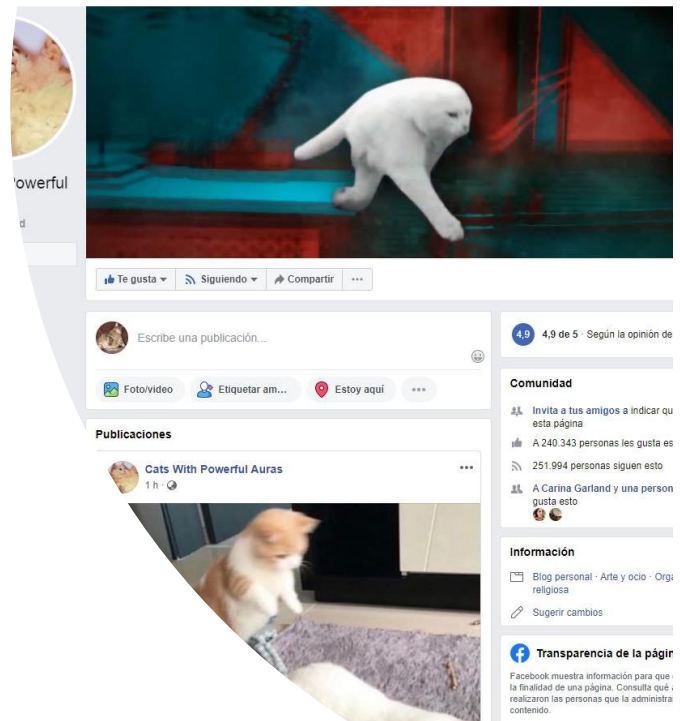 Powerful
d
Te gusta
Siguiendo
Compartir
Escribe una publicación...
Foto/video
Etiquetar am...
Estoy aquí
Publicaciones
Cats With Powerful Auras
1 h
4,9
4,9 de 5 · Según la opinión de
Comunidad
Invita a tus amigos a indicar qu
esta página
A 240.343 personas les gusta es
251.994 personas siguen esto
A Carina Garland y una person
gusta esto
Información
Blog personal · Arte y ocio · Orga
religiosa
Sugerir cambios
Transparencia de la págin
Facebook muestra información para que
la finalidad de una página. Consulta qué a
realizaron las personas que la administra
contenido.